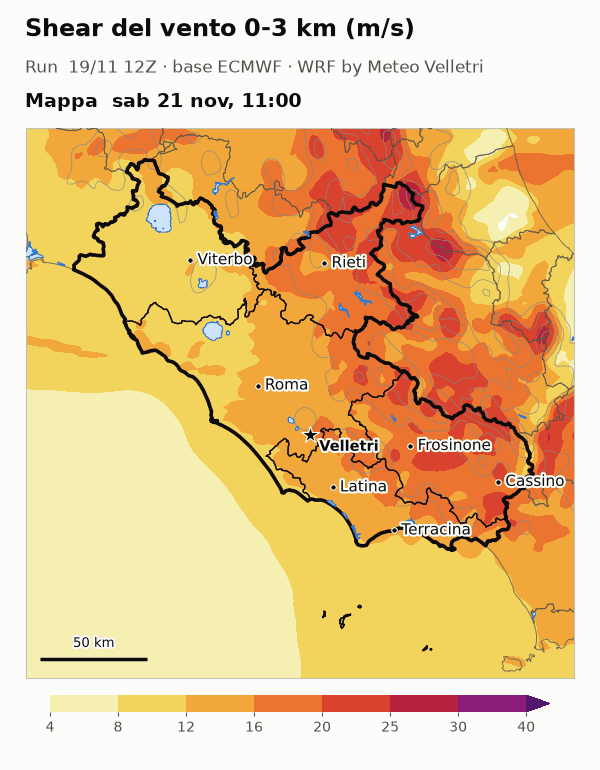 Shear del vento 0-3 km (m/s)
Run  19/11 12Z · base ECMWF · WRF by Meteo Velletri
Mappa  sab 21 nov, 11:00
Viterbo
Rieti
Roma
Velletri
Frosinone
Latina
Cassino
Terracina
50 km
4 8 12 16 20 25 30 40